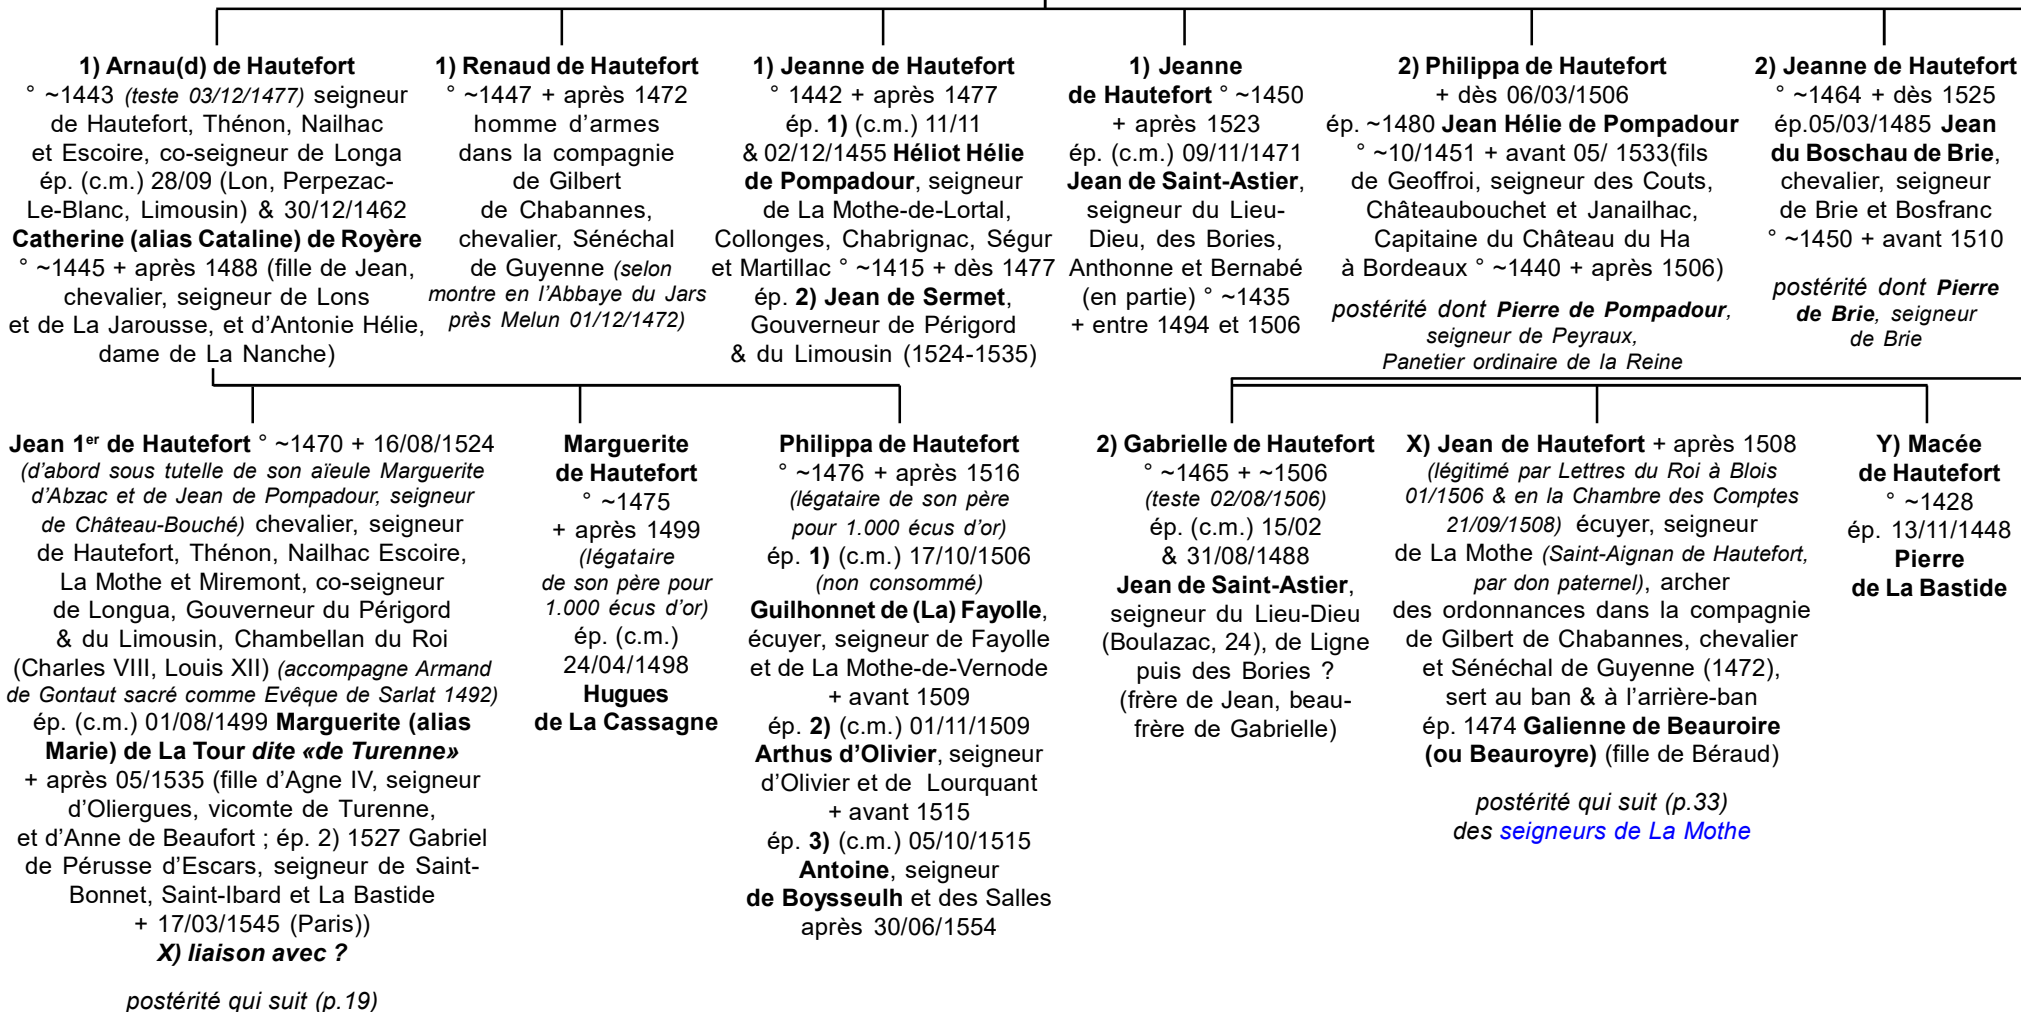 1) Arnau(d) de Hautefort
° ~1443 (teste 03/12/1477) seigneur
de Hautefort, Thénon, Nailhac
et Escoire, co-seigneur de Longa
ép. (c.m.) 28/09 (Lon, Perpezac-
Le-Blanc, Limousin) & 30/12/1462
Catherine (alias Cataline) de Royère
° ~1445 + après 1488 (fille de Jean,
chevalier, seigneur de Lons
et de La Jarousse, et d’Antonie Hélie,
dame de La Nanche)
1) Renaud de Hautefort
° ~1447 + après 1472
homme d’armes
dans la compagnie
de Gilbert
de Chabannes,
chevalier, Sénéchal
de Guyenne (selon
montre en l’Abbaye du Jars
près Melun 01/12/1472)
1) Jeanne de Hautefort
° 1442 + après 1477
ép. 1) (c.m.) 11/11
& 02/12/1455 Héliot Hélie
de Pompadour, seigneur
de La Mothe-de-Lortal,
Collonges, Chabrignac, Ségur
et Martillac ° ~1415 + dès 1477
ép. 2) Jean de Sermet,
Gouverneur de Périgord
& du Limousin (1524-1535)
1) Jeanne
de Hautefort ° ~1450
+ après 1523
ép. (c.m.) 09/11/1471
Jean de Saint-Astier,
seigneur du Lieu-
Dieu, des Bories,
Anthonne et Bernabé
(en partie) ° ~1435
+ entre 1494 et 1506
2) Philippa de Hautefort
+ dès 06/03/1506
ép. ~1480 Jean Hélie de Pompadour
° ~10/1451 + avant 05/ 1533(fils
de Geoffroi, seigneur des Couts,
Châteaubouchet et Janailhac,
Capitaine du Château du Ha
à Bordeaux ° ~1440 + après 1506)
postérité dont Pierre de Pompadour,
seigneur de Peyraux,
Panetier ordinaire de la Reine
2) Jeanne de Hautefort
° ~1464 + dès 1525
ép.05/03/1485 Jean
du Boschau de Brie,
chevalier, seigneur
de Brie et Bosfranc
° ~1450 + avant 1510
postérité dont Pierre
de Brie, seigneur
de Brie
Jean 1er de Hautefort ° ~1470 + 16/08/1524
(d’abord sous tutelle de son aïeule Marguerite
d’Abzac et de Jean de Pompadour, seigneur
de Château-Bouché) chevalier, seigneur
de Hautefort, Thénon, Nailhac Escoire,
La Mothe et Miremont, co-seigneur
de Longua, Gouverneur du Périgord
& du Limousin, Chambellan du Roi
(Charles VIII, Louis XII) (accompagne Armand
de Gontaut sacré comme Evêque de Sarlat 1492)
ép. (c.m.) 01/08/1499 Marguerite (alias
Marie) de La Tour dite «de Turenne»
+ après 05/1535 (fille d’Agne IV, seigneur
d’Oliergues, vicomte de Turenne,
et d’Anne de Beaufort ; ép. 2) 1527 Gabriel
de Pérusse d’Escars, seigneur de Saint-
Bonnet, Saint-Ibard et La Bastide
+ 17/03/1545 (Paris))
X) liaison avec ?
postérité qui suit (p.19)
Marguerite
de Hautefort
° ~1475
+ après 1499
(légataire
de son père pour
1.000 écus d’or)
ép. (c.m.)
24/04/1498
Hugues
de La Cassagne
Philippa de Hautefort
° ~1476 + après 1516
(légataire de son père
pour 1.000 écus d’or)
ép. 1) (c.m.) 17/10/1506
(non consommé)
Guilhonnet de (La) Fayolle,
écuyer, seigneur de Fayolle
et de La Mothe-de-Vernode
+ avant 1509
ép. 2) (c.m.) 01/11/1509
Arthus d’Olivier, seigneur
d’Olivier et de Lourquant
+ avant 1515
ép. 3) (c.m.) 05/10/1515
Antoine, seigneur
de Boysseulh et des Salles
après 30/06/1554
2) Gabrielle de Hautefort
° ~1465 + ~1506
(teste 02/08/1506)
ép. (c.m.) 15/02
& 31/08/1488
Jean de Saint-Astier,
seigneur du Lieu-Dieu
(Boulazac, 24), de Ligne
puis des Bories ?
(frère de Jean, beau-
frère de Gabrielle)
X) Jean de Hautefort + après 1508
(légitimé par Lettres du Roi à Blois
01/1506 & en la Chambre des Comptes
21/09/1508) écuyer, seigneur
de La Mothe (Saint-Aignan de Hautefort,
par don paternel), archer
des ordonnances dans la compagnie
de Gilbert de Chabannes, chevalier
et Sénéchal de Guyenne (1472),
sert au ban & à l’arrière-ban
ép. 1474 Galienne de Beauroire
(ou Beauroyre) (fille de Béraud)
postérité qui suit (p.33)
des seigneurs de La Mothe
Y) Macée
de Hautefort
° ~1428
ép. 13/11/1448
Pierre
de La Bastide